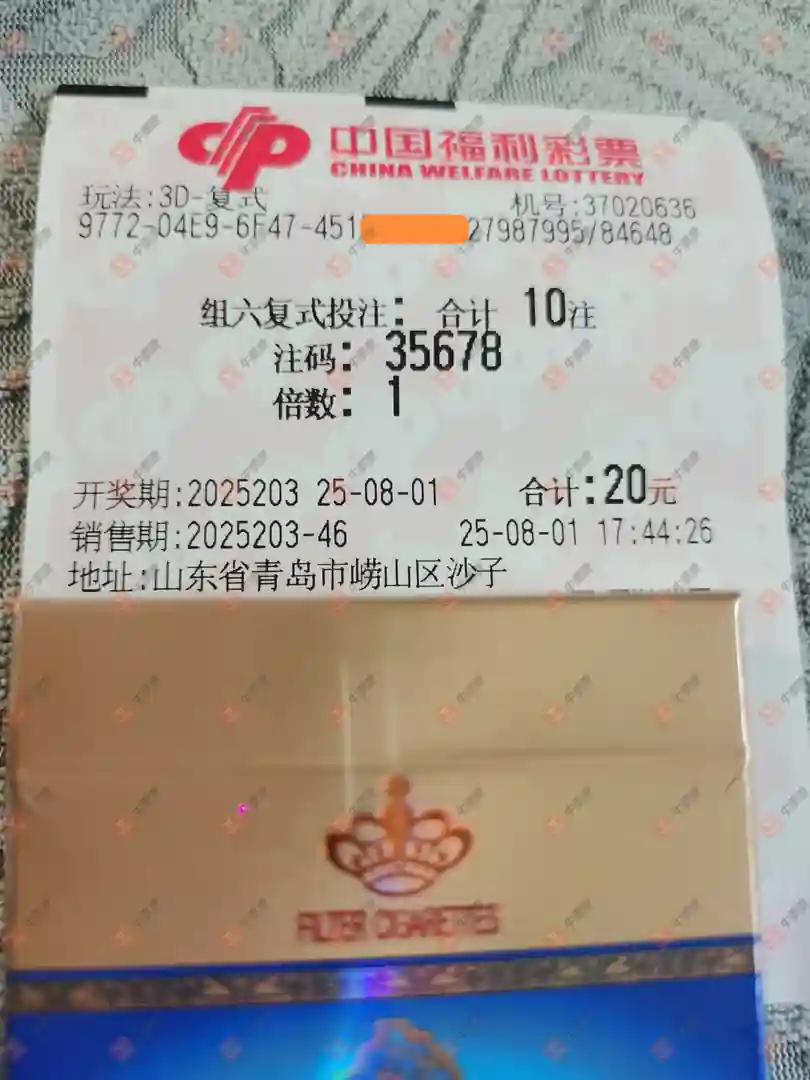 中国福利彩票
CHINA WELFARE LOTTERY
玩法:3D-复式 机号:37020636
9772-04E9-6F47-451 27987995/84648
组六复式投注: 合计 10注
注码: 35678
倍数: 1
开奖期:2025203 25-08-01 合计:20元
销售期:2025203-46 25-08-01 17:44:26
地址:山东省青岛市崂山区沙子
FILTER CIGARETTES